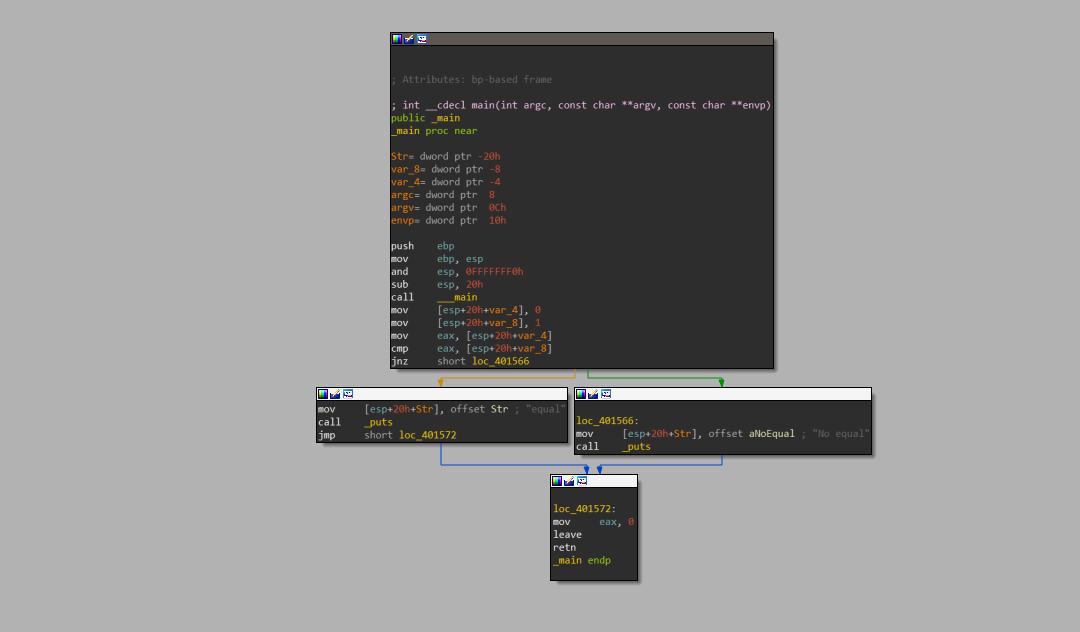 ; Attributes: bp-based frame
; int __cdecl main(int argc, const char **argv, const char **envp)
public _main
_main proc near
Str= dword ptr -20h
var_8= dword ptr -8
var_4= dword ptr -4
argc= dword ptr  8
argv= dword ptr  0Ch
envp= dword ptr  10h
push    ebp
mov     ebp, esp
and     esp, 0FFFFFFF0h
sub     esp, 20h
call    ___main
mov     [esp+20h+var_4], 0
mov     [esp+20h+var_8], 1
mov     eax, [esp+20h+var_4]
cmp     eax, [esp+20h+var_8]
jnz     short loc_401566
mov     [esp+20h+Str], offset Str ; "equal"
call    _puts
jmp     short loc_401572
loc_401566:
mov     [esp+20h+Str], offset aNoEqual ; "No equal"
call    _puts
loc_401572:
mov     eax, 0
leave
retn
_main endp